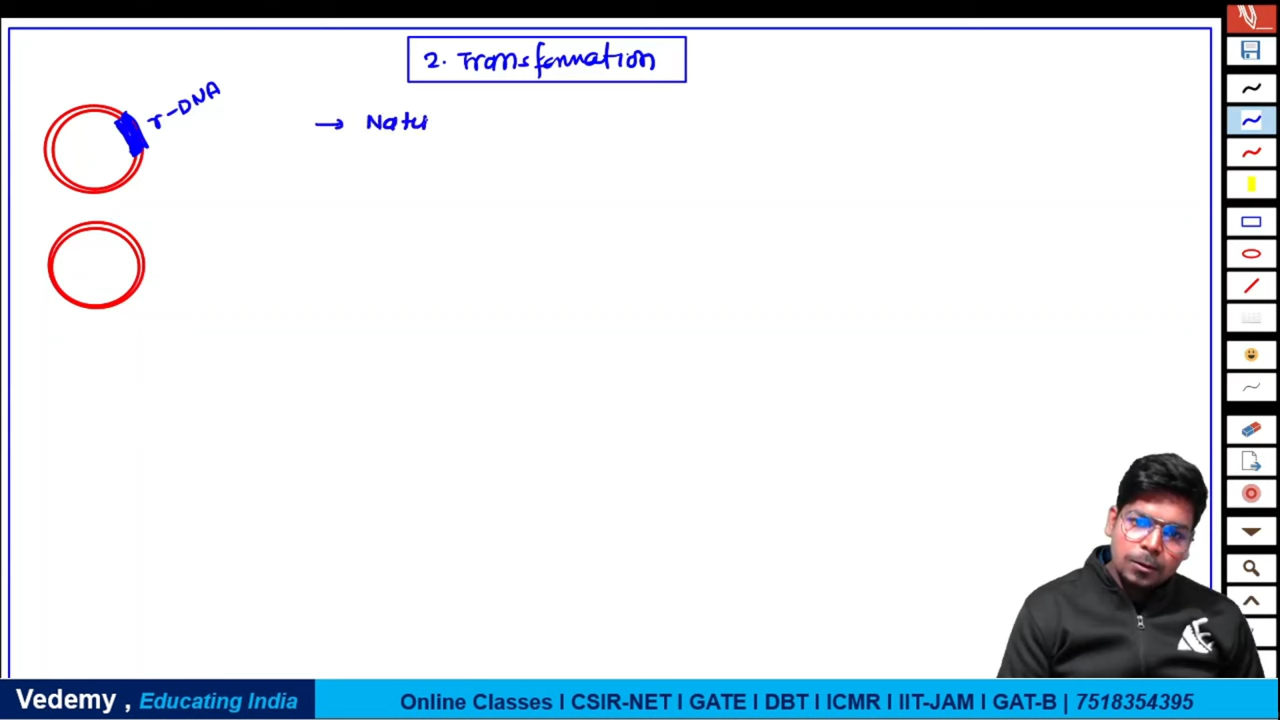 2. Transformation
r-DNA
→ Natu
Vedemy , Educating India
Online Classes I CSIR-NET I GATE I DBT I ICMR I IIT-JAM I GAT-B | 7518354395